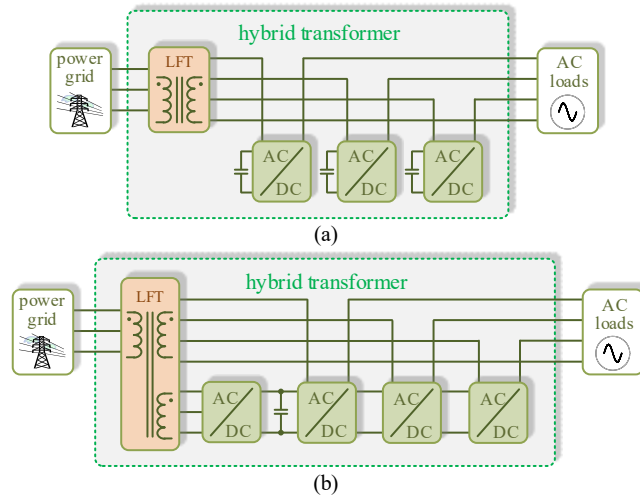 hybrid transformer
power
grid
LFT
AC
loads
AC
DC
AC
DC
AC
DC
(a)
hybrid transformer
power
grid
LFT
AC
loads
AC
DC
AC
DC
AC
DC
AC
DC
(b)